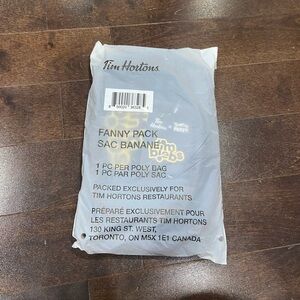 Tim Hortons
FANNY PACK
SAC BANANE
1 PC PER POLY BAG
1 PC PAR POLY SAC
PACKED EXCLUSIVELY FOR
TIM HORTONS RESTAURANTS
PRÉPARÉ EXCLUSIVEMENT POUR
LES RESTAURANTS TIM HORTONS
130 KING ST. WEST,
TORONTO, ON M5X 1E1 CANADA